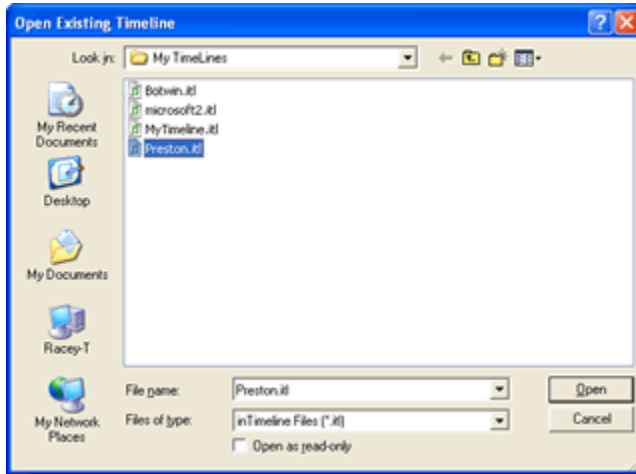 Open Existing Timeline
Look in:
My TimeLines
Botwin.itl
microsoft2.itl
MyTimeline.itl
Preston.itl
My Recent
Documents
Desktop
My Documents
Racey-T
My Network
Places
File name:
Preston.itl
Open
Files of type:
inTimeline Files (*.itl)
Cancel
Open as read-only